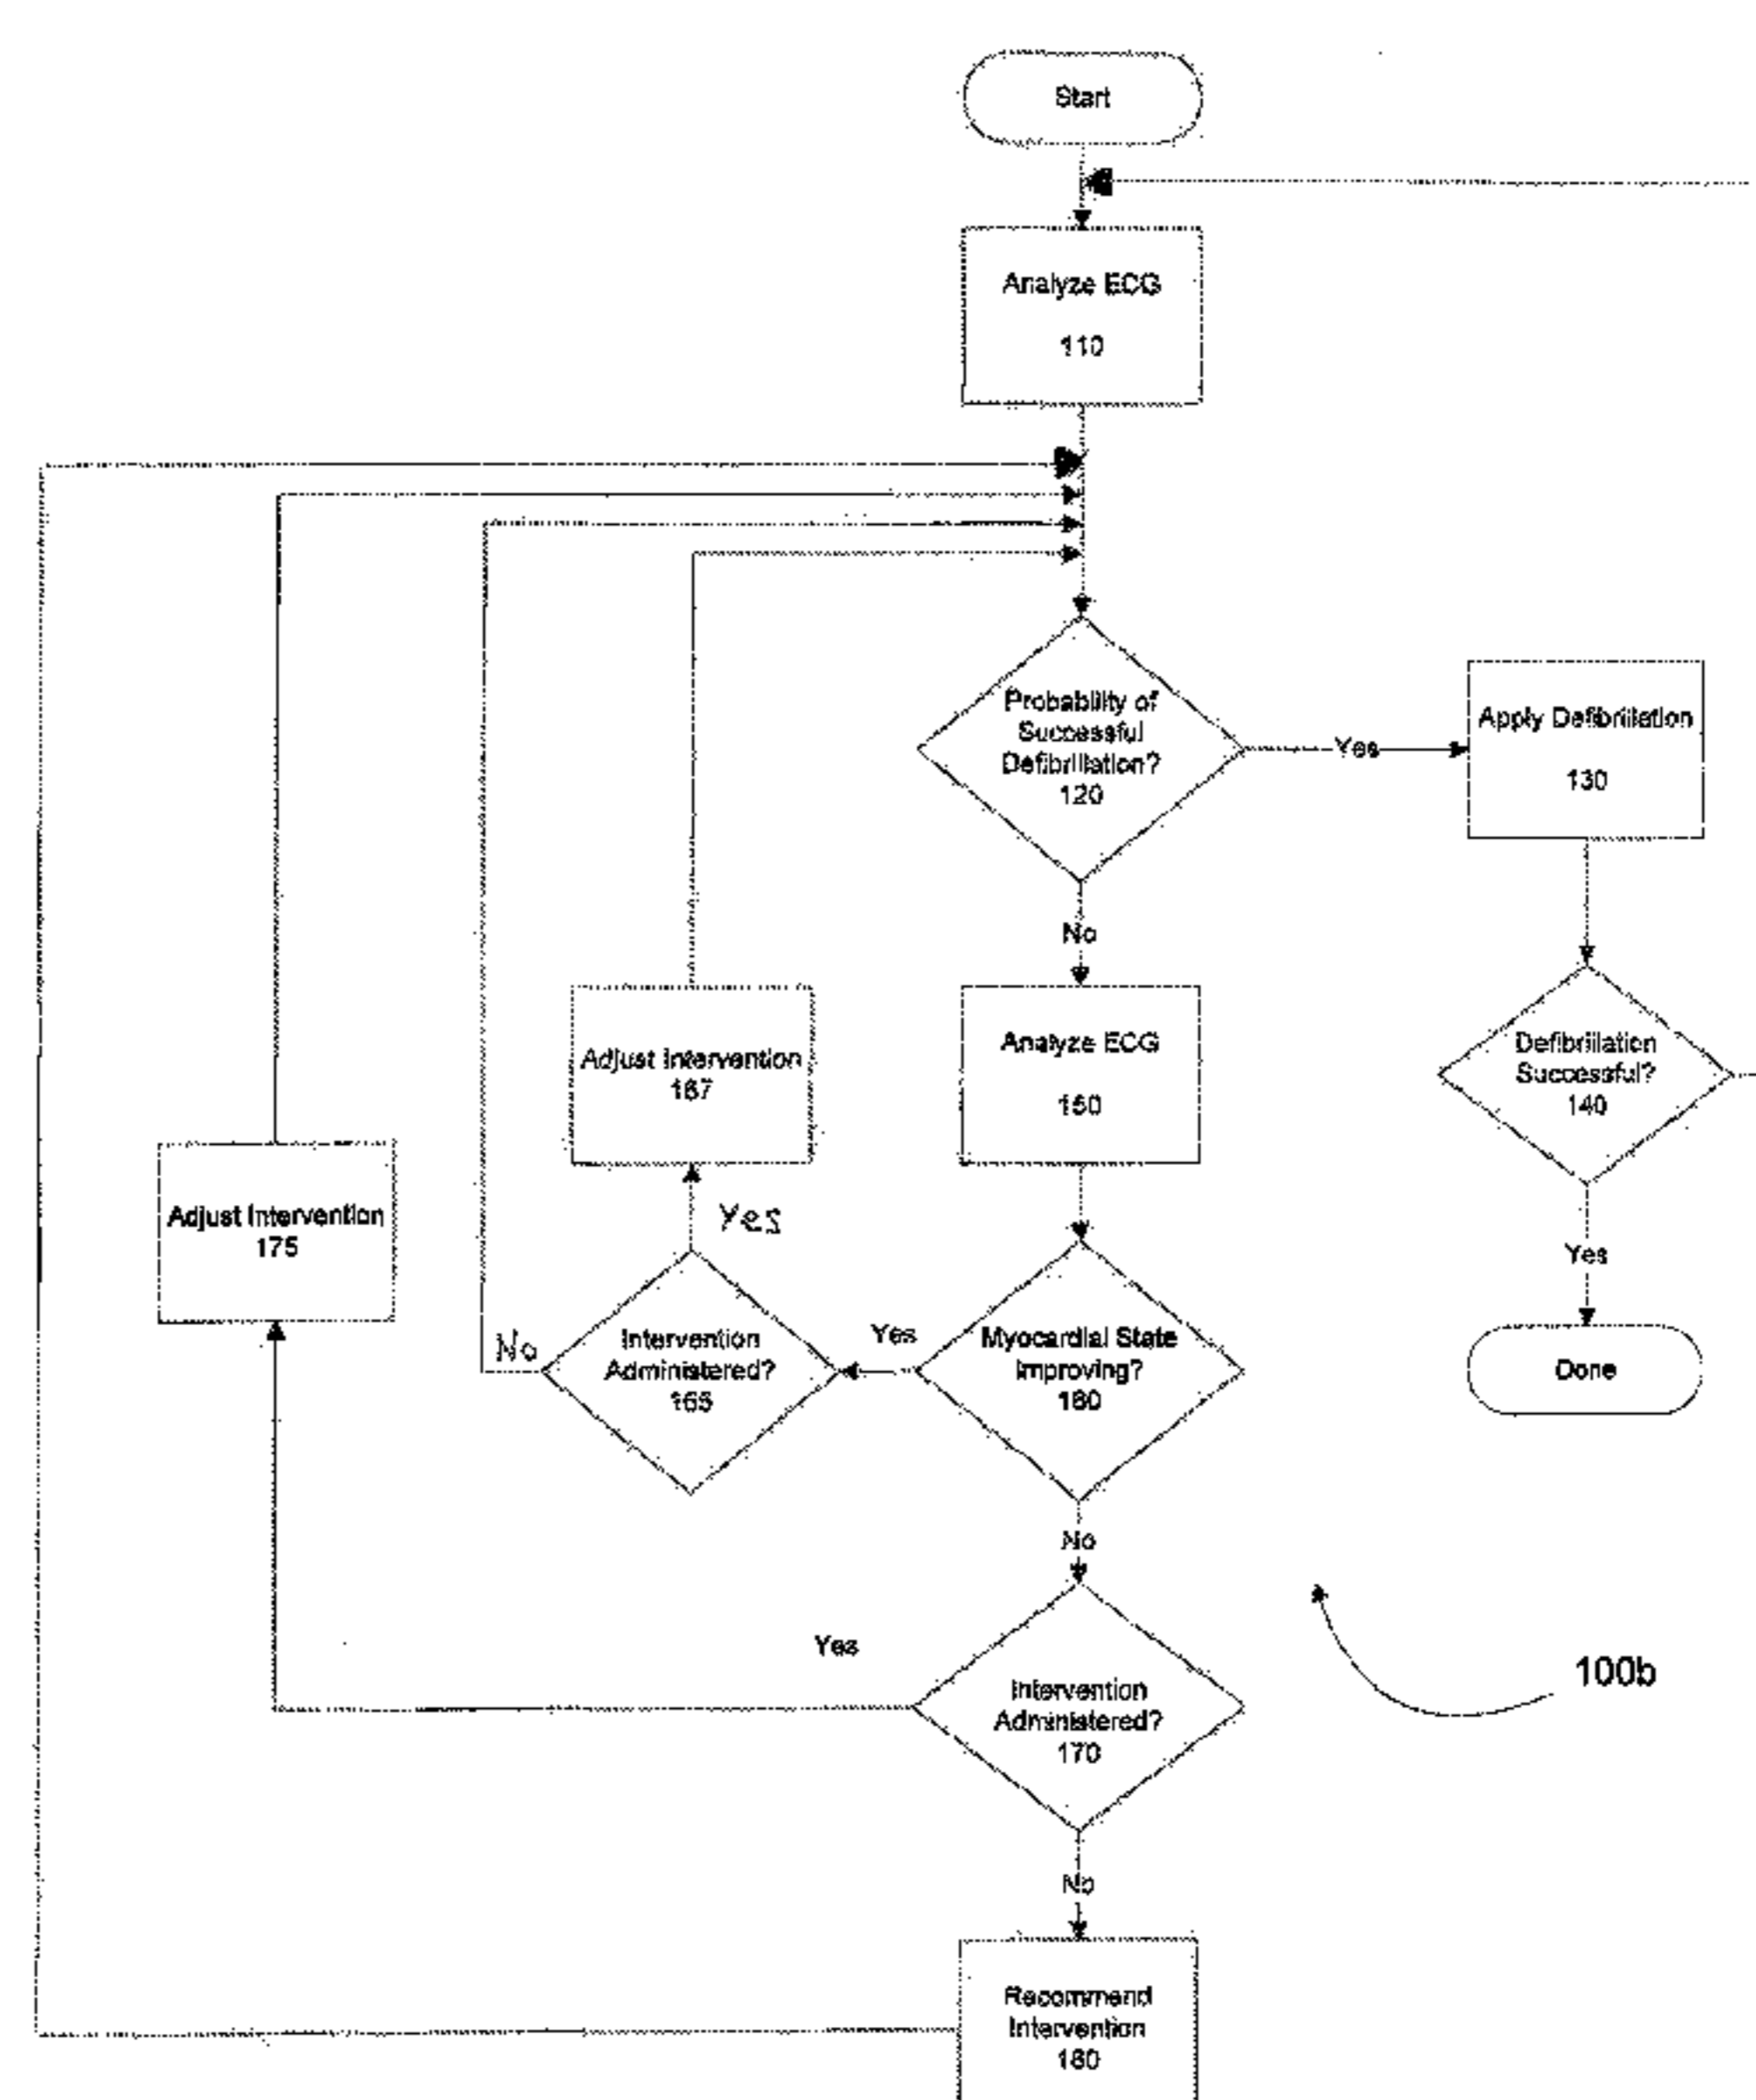 Start
Analyze ECG
110
Probability of
Successful
Defibrillation?
120
Yes
Apply Defibrillation
130
No
Adjust Intervention
167
Analyze ECG
150
Defibrillation
Successful?
140
Adjust Intervention
175
Yes
Yes
No
Intervention
Administered?
165
Yes
Myocardial State
Improving?
160
Done
No
Yes
Intervention
Administered?
170
100b
No
Recommend
Intervention
180